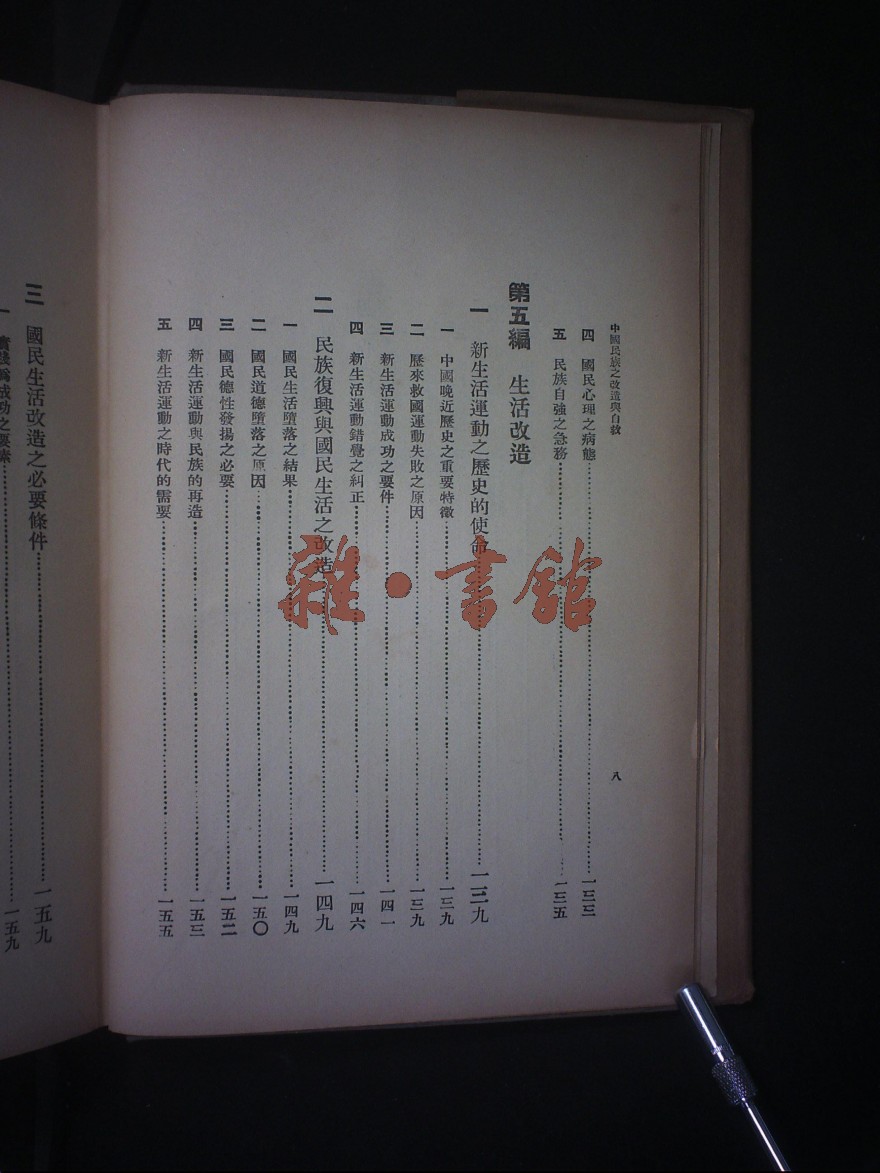 中國民族之改造與自救
八
四 國民心理之病態 一三三
五 民族自強之急務 一三五
第五編 生活改造
一 新生活運動之歷史的使命 一三九
一 中國晚近歷史之重要特徵 一三九
二 歷來救國運動失敗之原因 一三九
三 新生活運動成功之要件 一四一
四 新生活運動錯覺之糾正 一四六
二 民族復興與國民生活之改造 一四九
一 國民生活墮落之結果 一四九
二 國民道德墮落之原因 一五〇
三 國民德性發揚之必要 一五二
四 新生活運動與民族的再造 一五三
五 新生活運動之時代的需要 一五五
三 國民生活改造之必要條件 一五九
一 實踐爲成功之要素 一五九
雜·書館